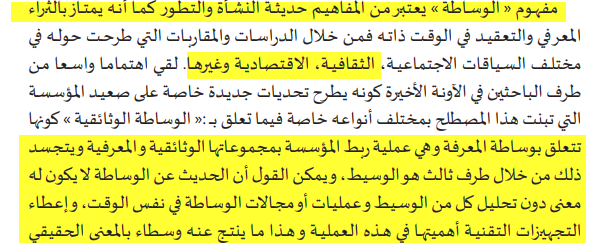 مفهوم « الوساطة » يعتبر من المفاهيم حديثة النشأة والتطور كما أنه يمتاز بالثراء
المعرفي والتعقيد في الوقت ذاته فمن خلال الدراسات والمقاربات التي طرحت حوله في
مختلف السياقات الاجتماعية، الثقافية، الاقتصادية وغيرها. لقي اهتماما واسعا من
طرف الباحثين في الآونة الأخيرة كونه يطرح تحديات جديدة خاصة على صعيد المؤسسة
التي تبنت هذا المصطلح بمختلف أنواعه خاصة فيما تعلق بـ :« الوساطة الوثائقية » كونها
تتعلق بوساطة المعرفة وهي عملية ربط المؤسسة بمجموعاتها الوثائقية والمعرفية ويتجسد
ذلك من خلال طرف ثالث هو الوسيط، ويمكن القول أن الحديث عن الوساطة لا يكون له
معنى دون تحليل كل من الوسيط وعمليات أو مجالات الوساطة في نفس الوقت، وإعطاء
التجهيزات التقنية أهميتها في هذه العملية وهذا ما ينتج عنه وسطاء بالمعنى الحقيقي